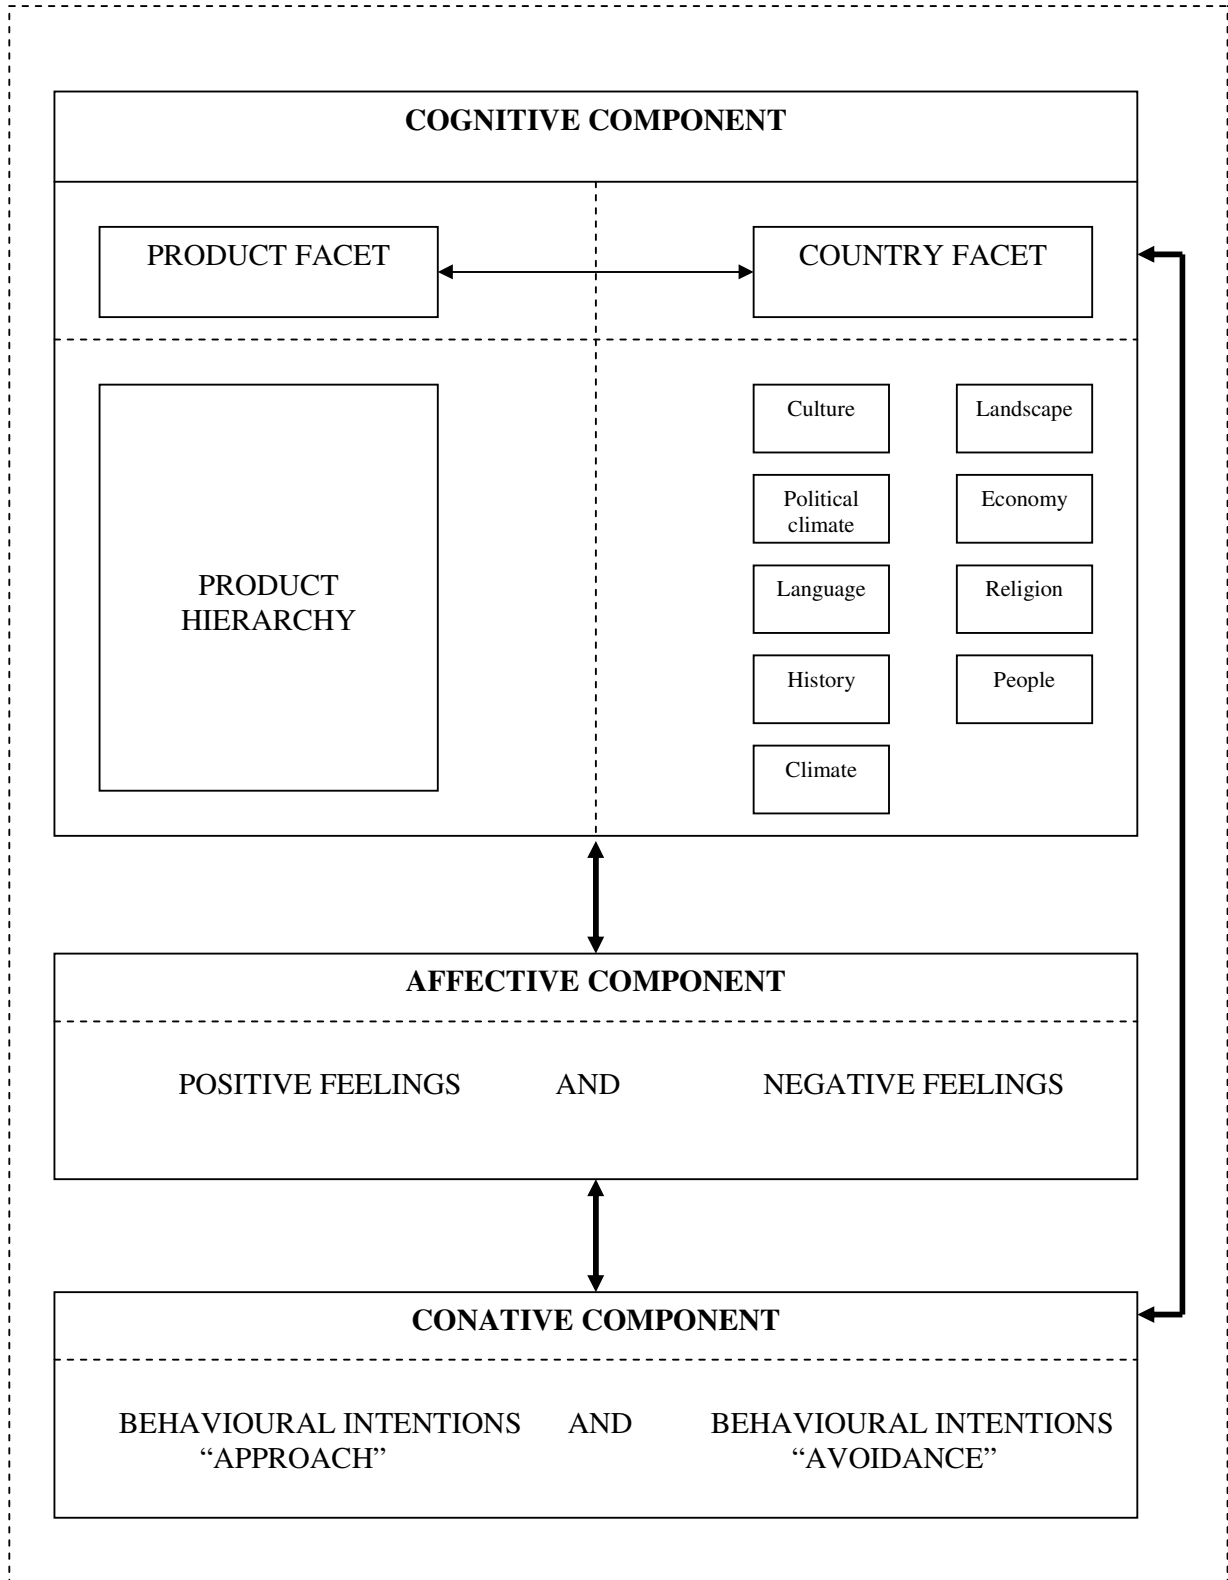 COGNITIVE COMPONENT
PRODUCT FACET
COUNTRY FACET
PRODUCT
HIERARCHY
Culture
Landscape
Political
climate
Economy
Language
Religion
History
People
Climate
AFFECTIVE COMPONENT
POSITIVE FEELINGS AND NEGATIVE FEELINGS
CONATIVE COMPONENT
BEHAVIOURAL INTENTIONS AND BEHAVIOURAL INTENTIONS
“APPROACH” “AVOIDANCE”